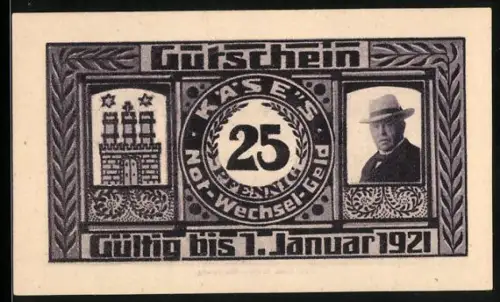 Gutschein
KÄSE'S
25
PFENNIG
Not-Wechsel-Geld
Gültig bis 1. Januar 1921